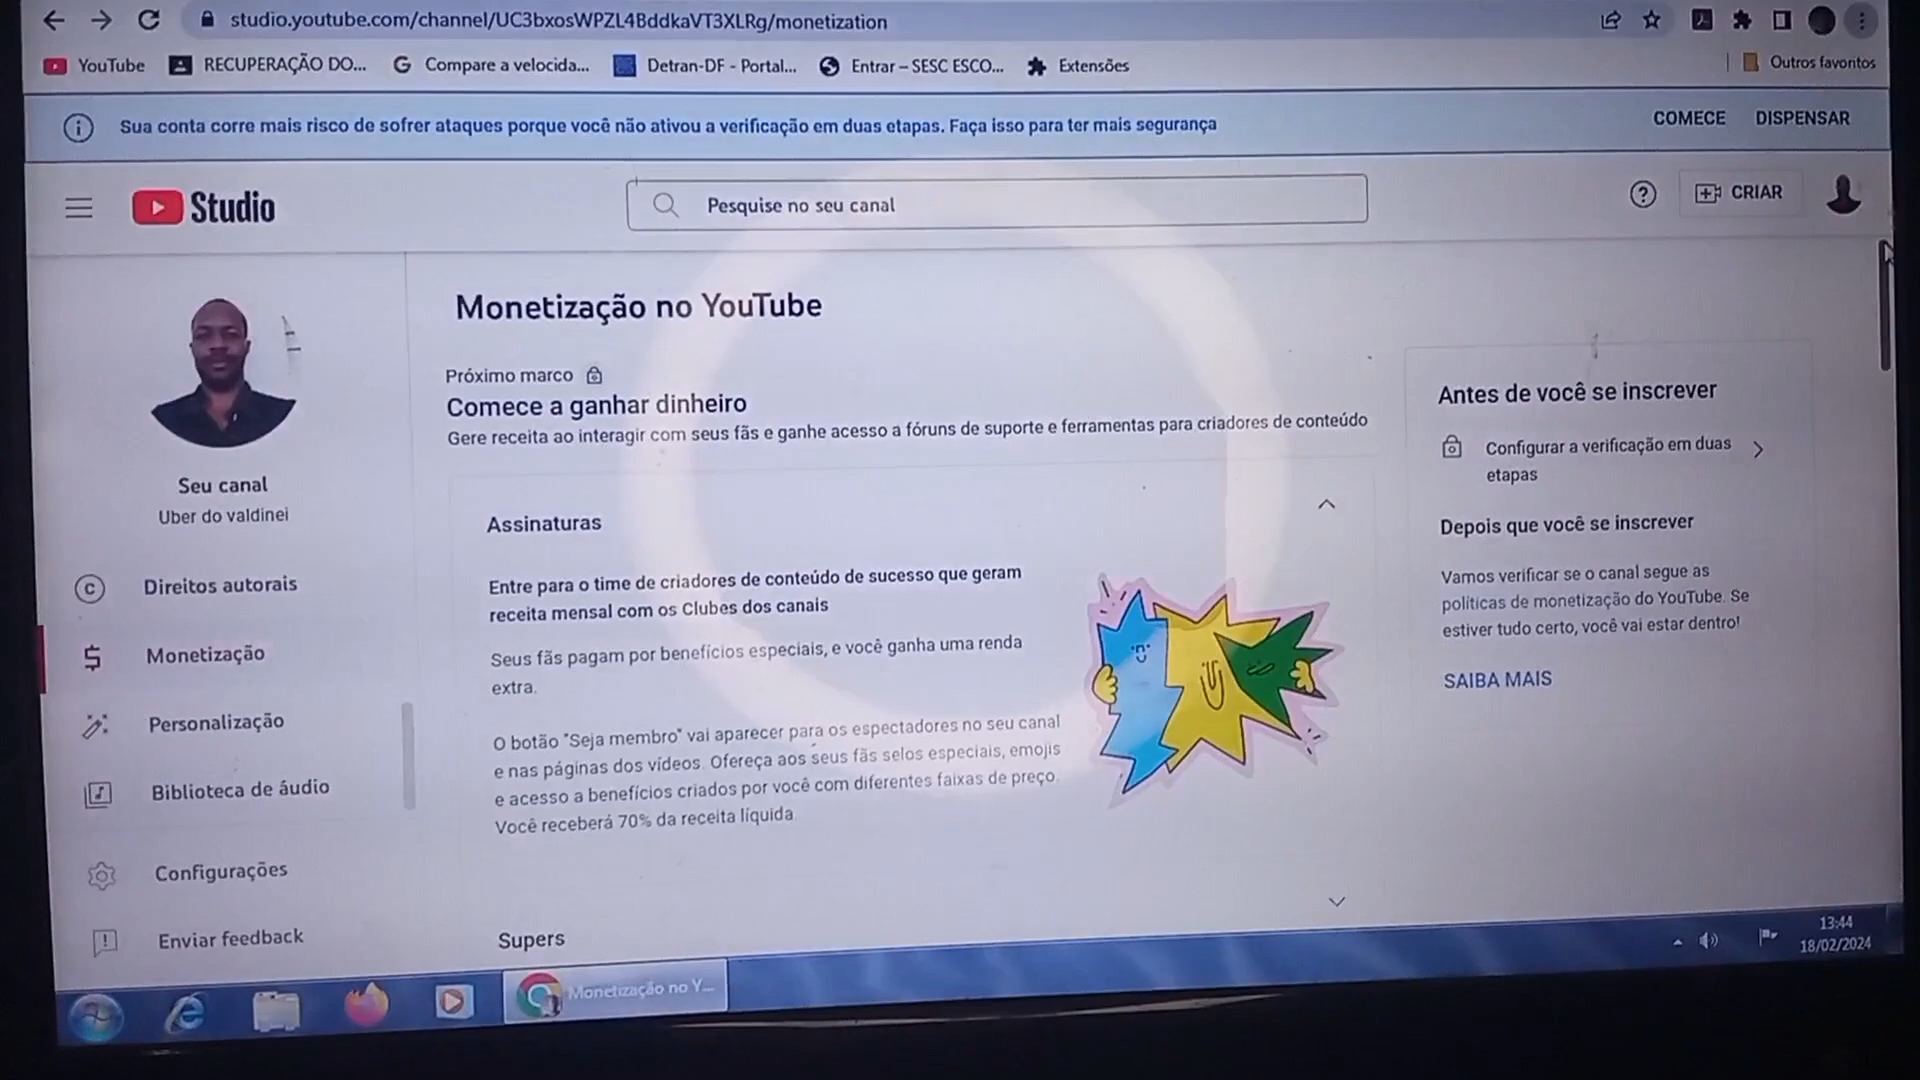 studio.youtube.com/channel/UC3bxosWPZL4BddkaVT3XLRg/monetization
YouTube
RECUPERAÇÃO DO...
Compare a velocida...
Detran-DF - Portal...
Entrar – SESC ESCO...
Extensões
Outros favoritos
Sua conta corre mais risco de sofrer ataques porque você não ativou a verificação em duas etapas. Faça isso para ter mais segurança
COMECE
DISPENSAR
Studio
Pesquise no seu canal
CRIAR
Seu canal
Uber do valdinei
Direitos autorais
Monetização
Personalização
Biblioteca de áudio
Configurações
Enviar feedback
Monetização no YouTube
Próximo marco
Comece a ganhar dinheiro
Gere receita ao interagir com seus fãs e ganhe acesso a fóruns de suporte e ferramentas para criadores de conteúdo
Assinaturas
Entre para o time de criadores de conteúdo de sucesso que geram
receita mensal com os Clubes dos canais
Seus fãs pagam por benefícios especiais, e você ganha uma renda
extra.
O botão "Seja membro" vai aparecer para os espectadores no seu canal
e nas páginas dos vídeos. Ofereça aos seus fãs selos especiais, emojis
e acesso a benefícios criados por você com diferentes faixas de preço.
Você receberá 70% da receita líquida.
Supers
Antes de você se inscrever
Configurar a verificação em duas
etapas
Depois que você se inscrever
Vamos verificar se o canal segue as
políticas de monetização do YouTube. Se
estiver tudo certo, você vai estar dentro!
SAIBA MAIS
Monetização no Y...
13:44
18/02/2024